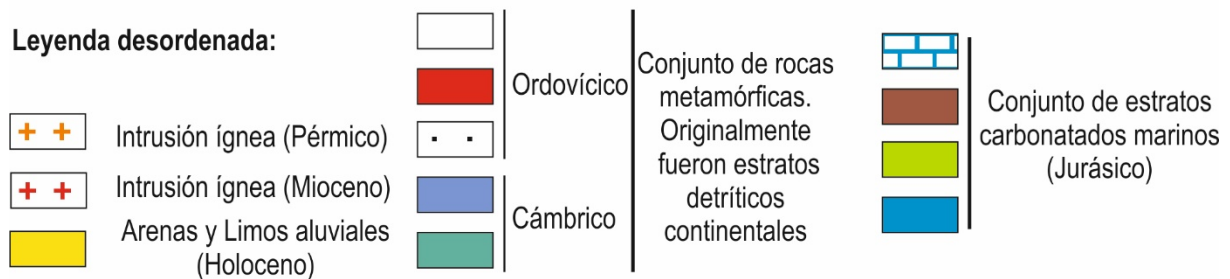 Leyenda desordenada:
Intrusión ígnea (Pérmico)
Intrusión ígnea (Mioceno)
Arenas y Limos aluviales
(Holoceno)
Ordovícico
Cámbrico
Conjunto de rocas
metamórficas.
Originalmente
fueron estratos
detríticos
continentales
Conjunto de estratos
carbonatados marinos
(Jurásico)